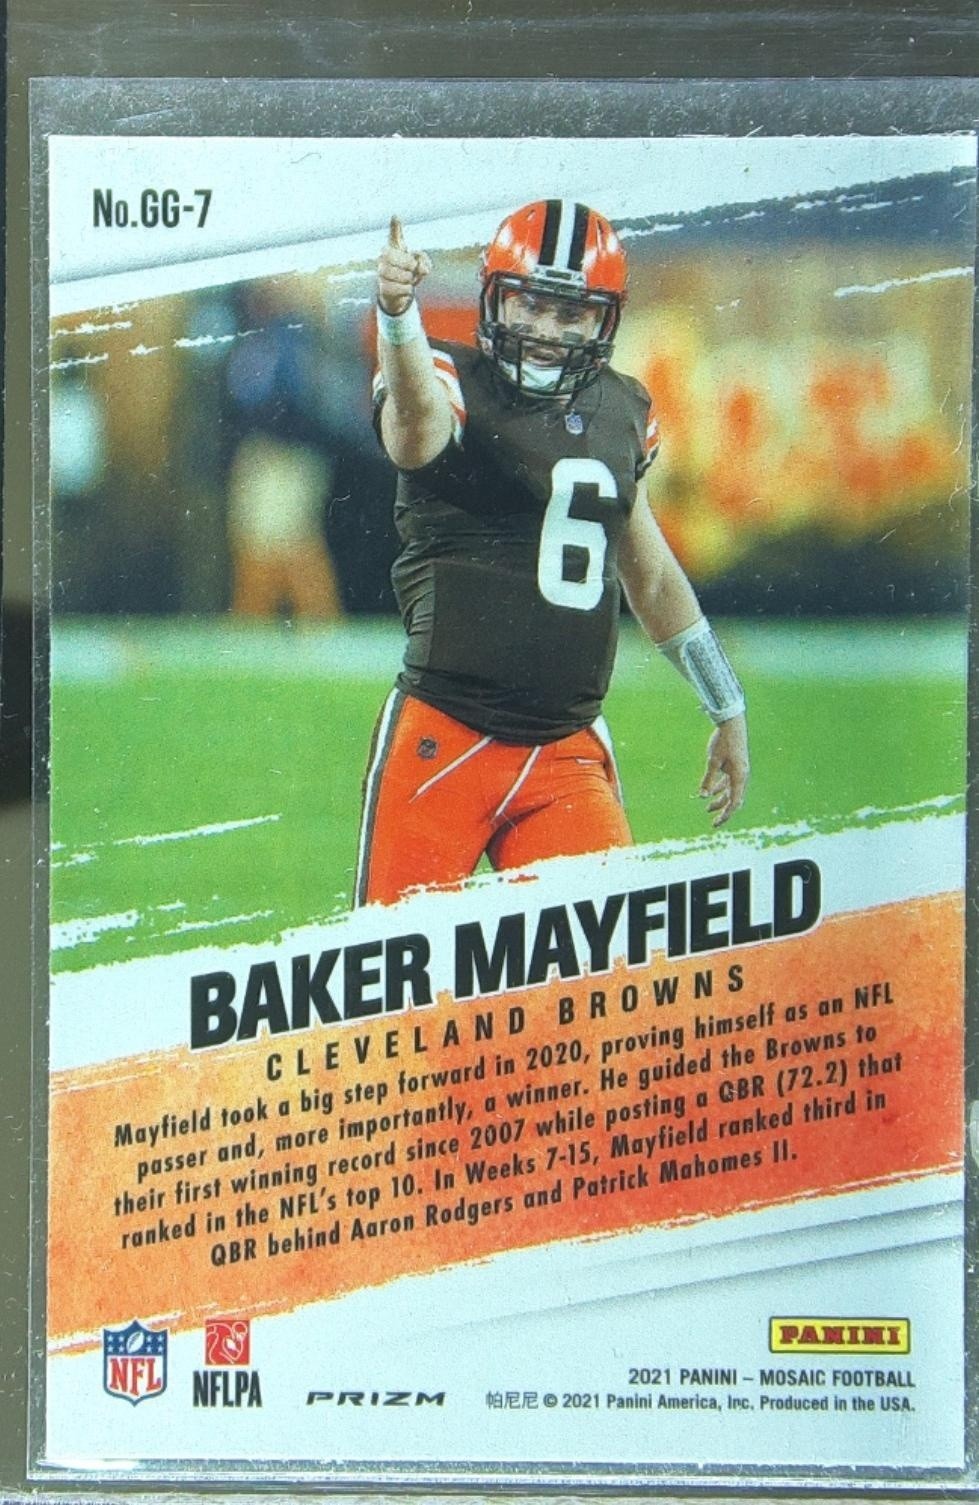 No.GG-7
6
BAKER MAYFIELD
CLEVELAND BROWNS
Mayfield took a big step forward in 2020, proving himself as an NFL
passer and, more importantly, a winner. He guided the Browns to
their first winning record since 2007 while posting a QBR (72.2) that
ranked in the NFL's top 10. In Weeks 7-15, Mayfield ranked third in
QBR behind Aaron Rodgers and Patrick Mahomes II.
NFL
NFLPA
PRIZM
PANINI
2021 PANINI – MOSAIC FOOTBALL
帕尼尼 © 2021 Panini America, Inc. Produced in the USA.